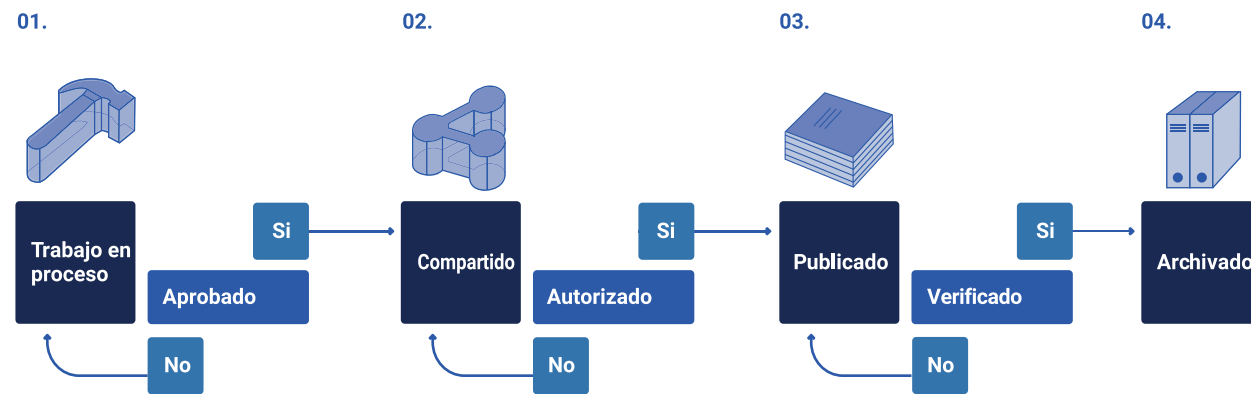 01.
02.
03.
04.
Trabajo en
proceso
Aprobado
Si
No
Compartido
Autorizado
Si
No
Publicado
Verificado
Si
No
Archivado